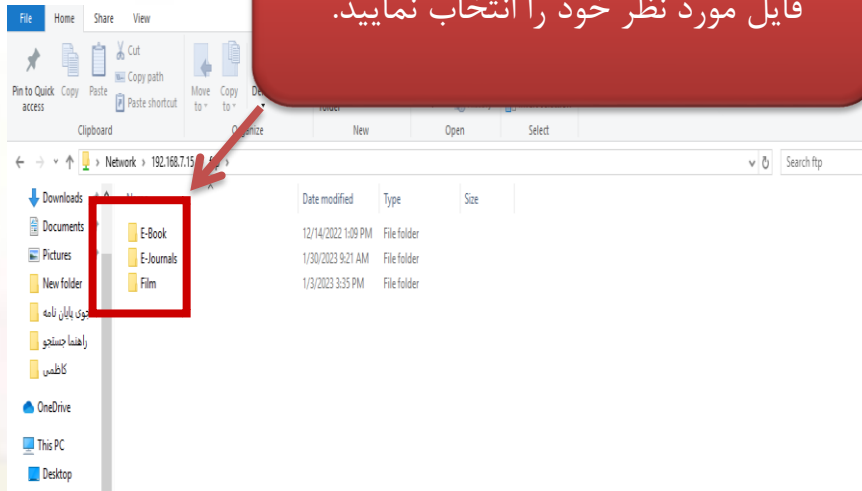 فایل مورد نظر خود را انتخاب نمایید.
File Home Share View
Cut
Copy path
Paste shortcut
Pin to Quick access
Copy
Paste
Move to
Copy to
Clipboard
New
Open
Select
Network > 192.168.7.15
Search ftp
Date modified Type Size
E-Book 12/14/2022 1:09 PM File folder
E-Journals 1/30/2023 9:21 AM File folder
Film 1/3/2023 3:35 PM File folder
Downloads
Documents
Pictures
New folder
جوی پایان نامه
راهنما جستجو
کاظمی
OneDrive
This PC
Desktop